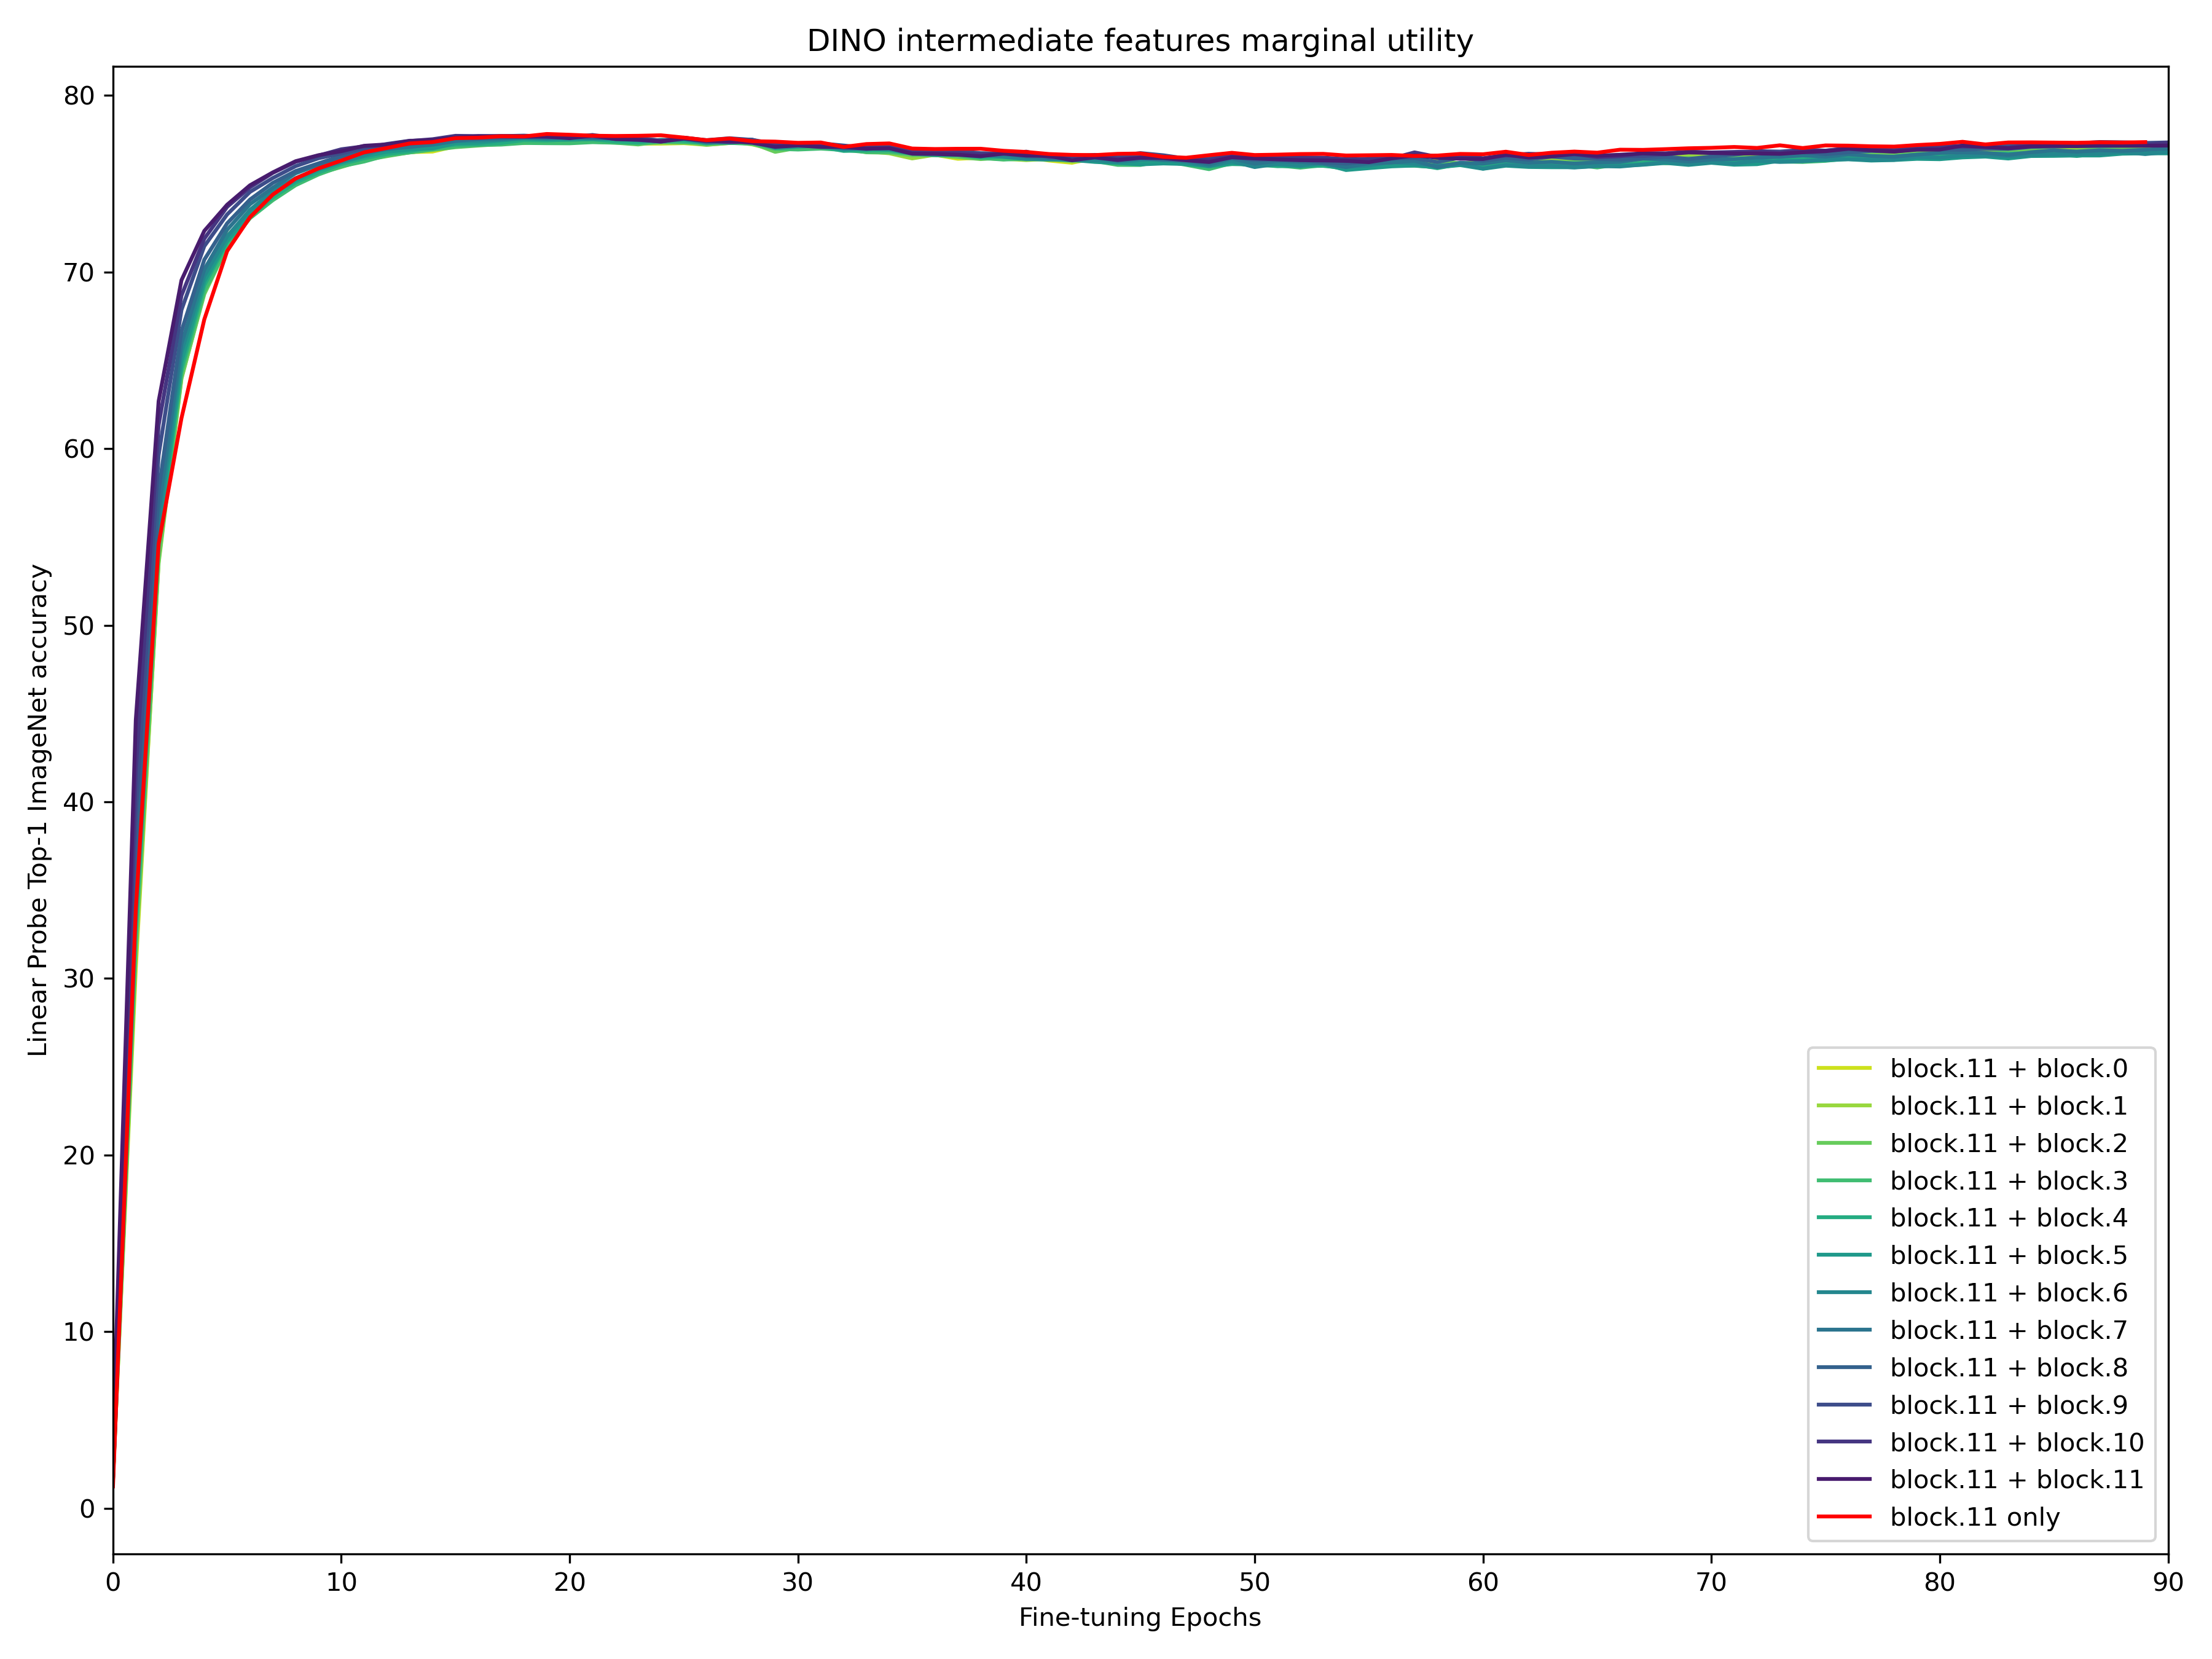 DINO intermediate features marginal utility
80
70
60
50
40
30
20
10
0
Linear Probe Top-1 ImageNet accuracy
block.11 + block.0
block.11 + block.1
block.11 + block.2
block.11 + block.3
block.11 + block.4
block.11 + block.5
block.11 + block.6
block.11 + block.7
block.11 + block.8
block.11 + block.9
block.11 + block.10
block.11 + block.11
block.11 only
0 10 20 30 40 50 60 70 80 90
Fine-tuning Epochs